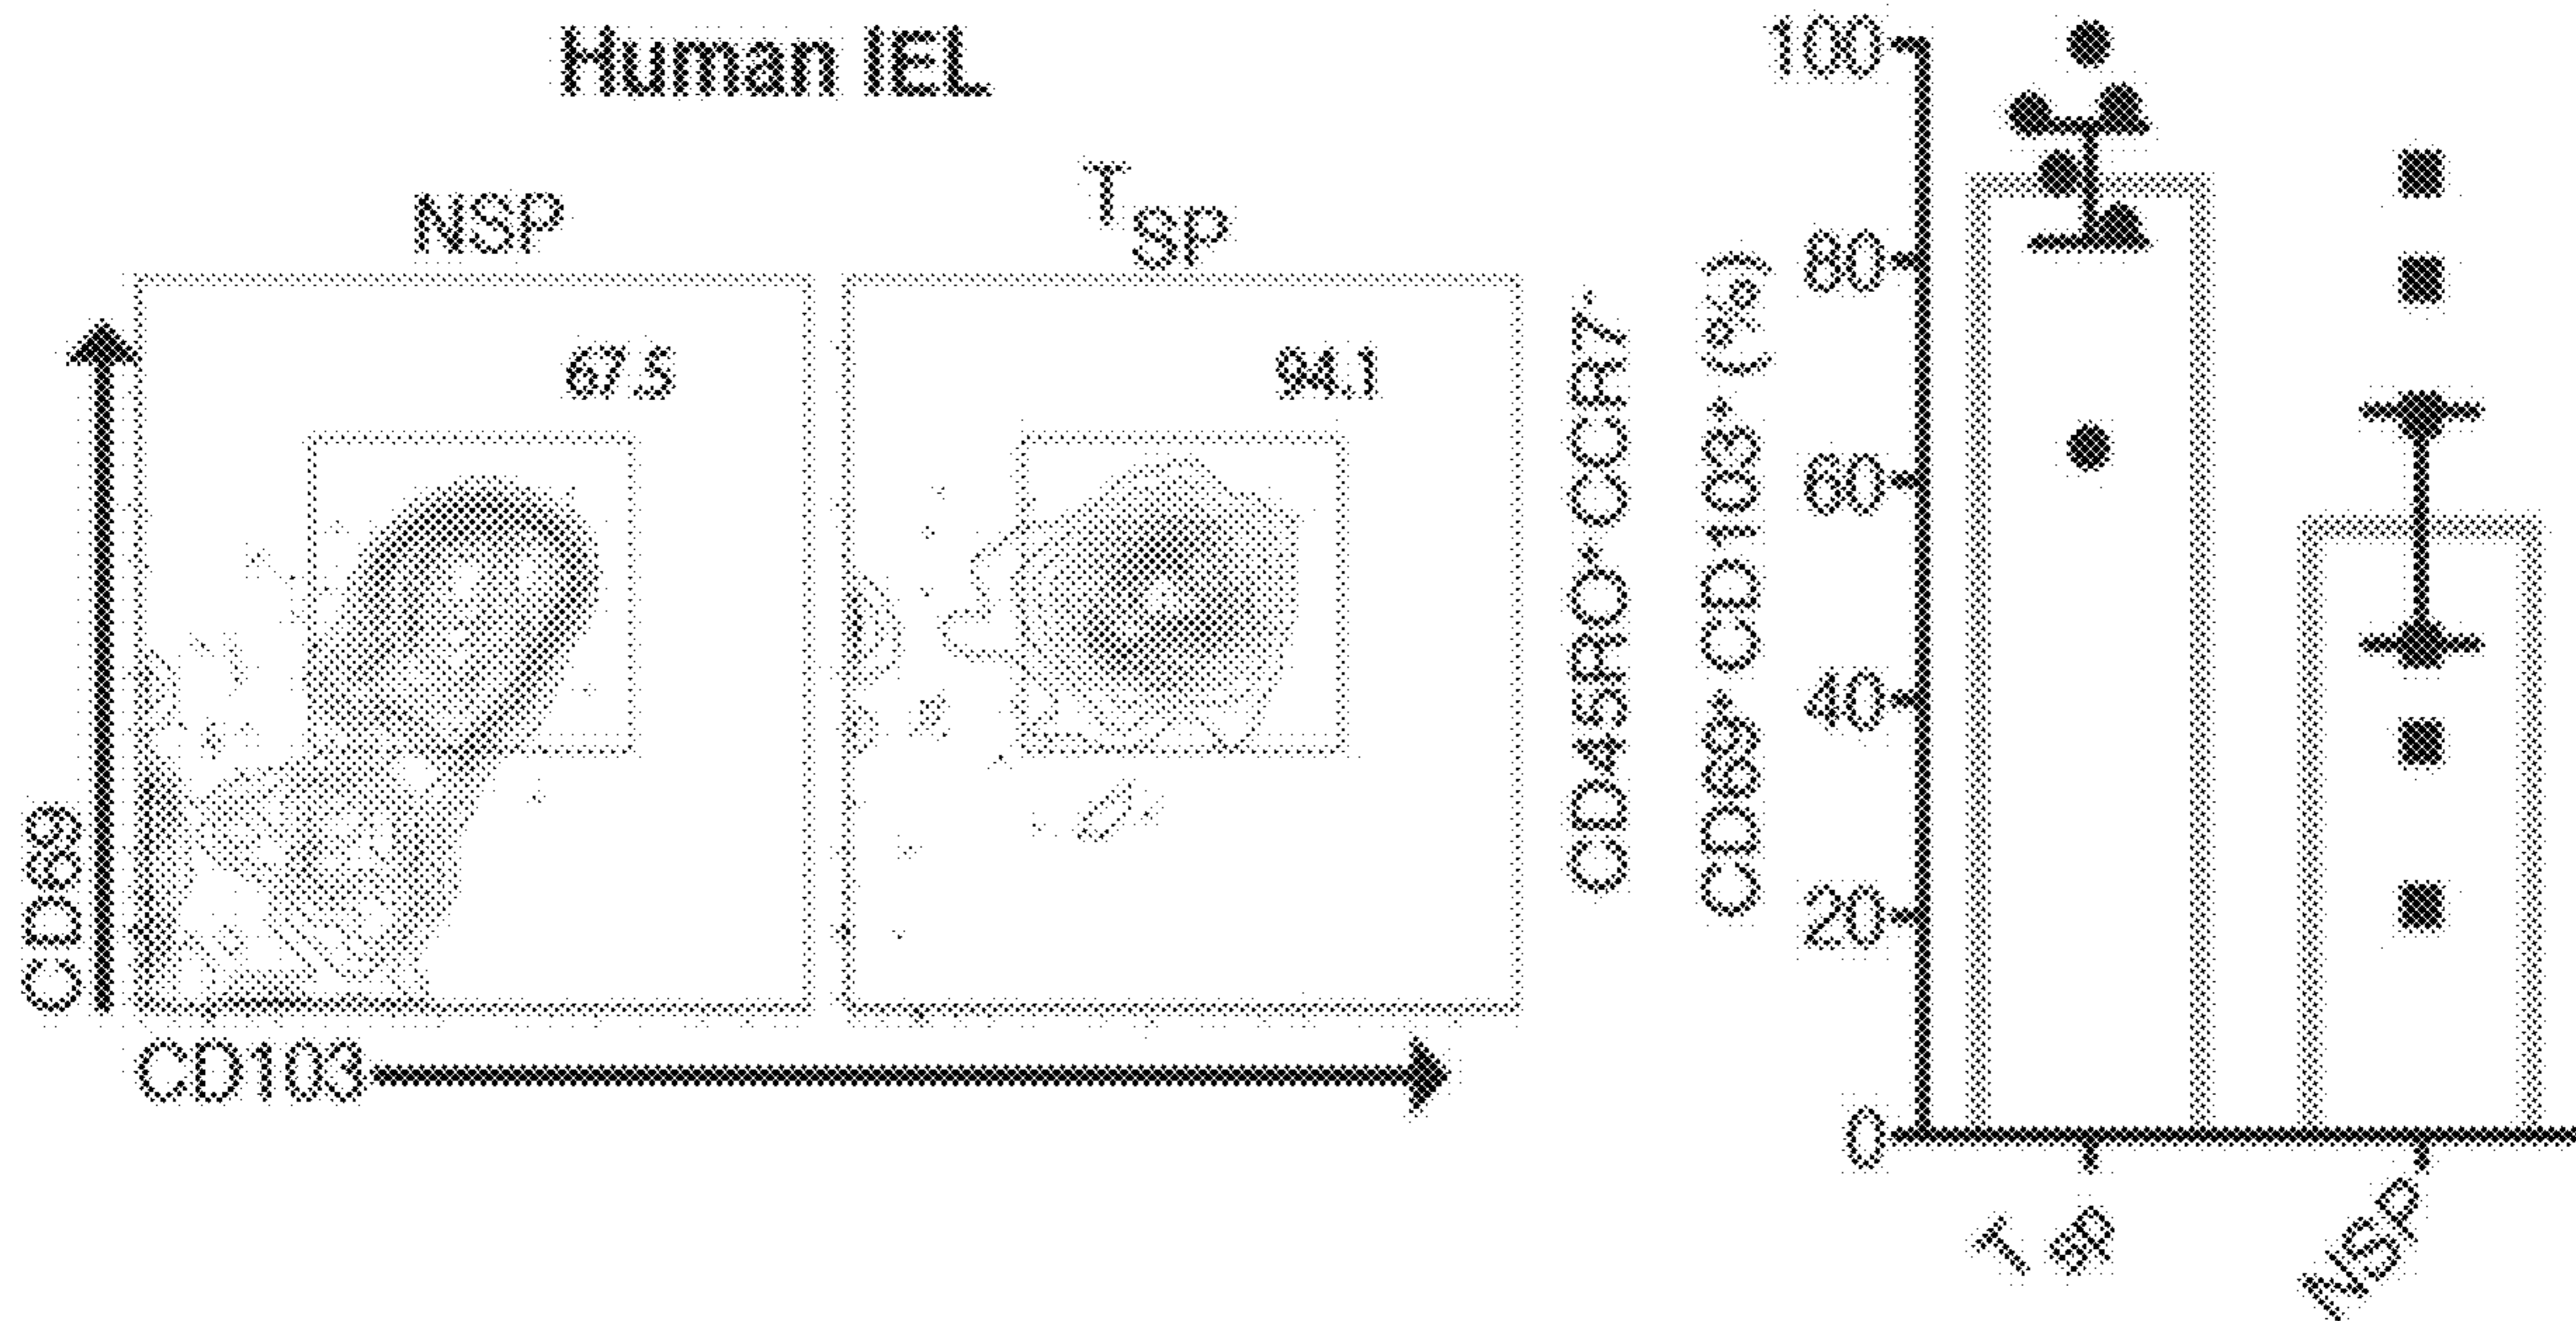 Human IEL
NSP
T SP
67.5
94.1
CD69
CD103
CD45RO⁺ CCR7⁻
CD69⁺ CD103⁺ (%)
100
80
60
40
20
0
T SP
NSP